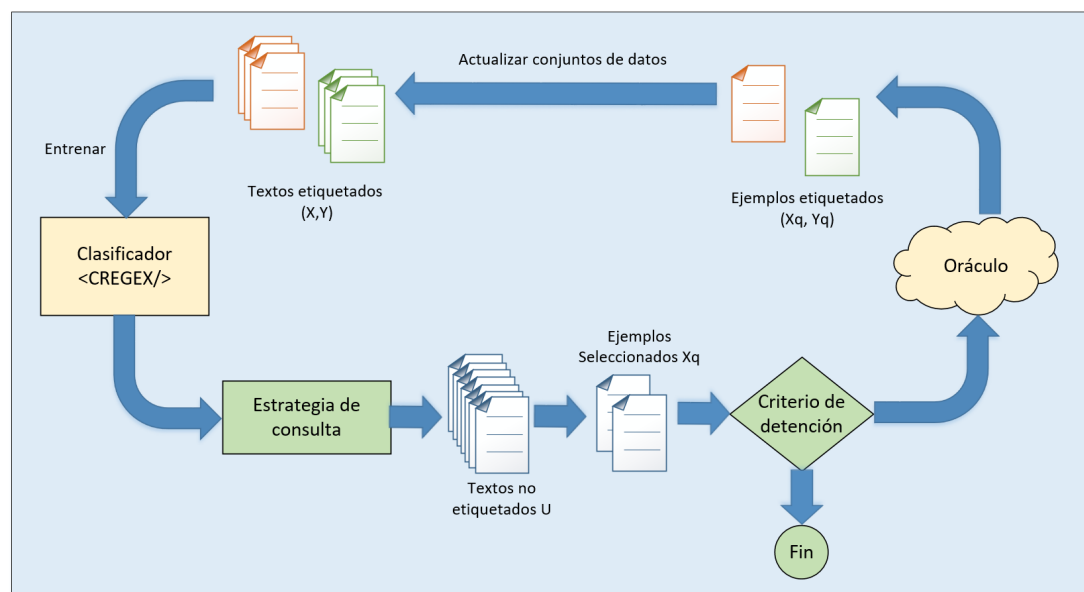 Actualizar conjuntos de datos
Entrenar
Textos etiquetados
(X,Y)
Ejemplos etiquetados
(Xq, Yq)
Clasificador
<CREGEX/>
Oráculo
Ejemplos
Seleccionados Xq
Estrategia de
consulta
Criterio de
detención
Textos no
etiquetados U
Fin